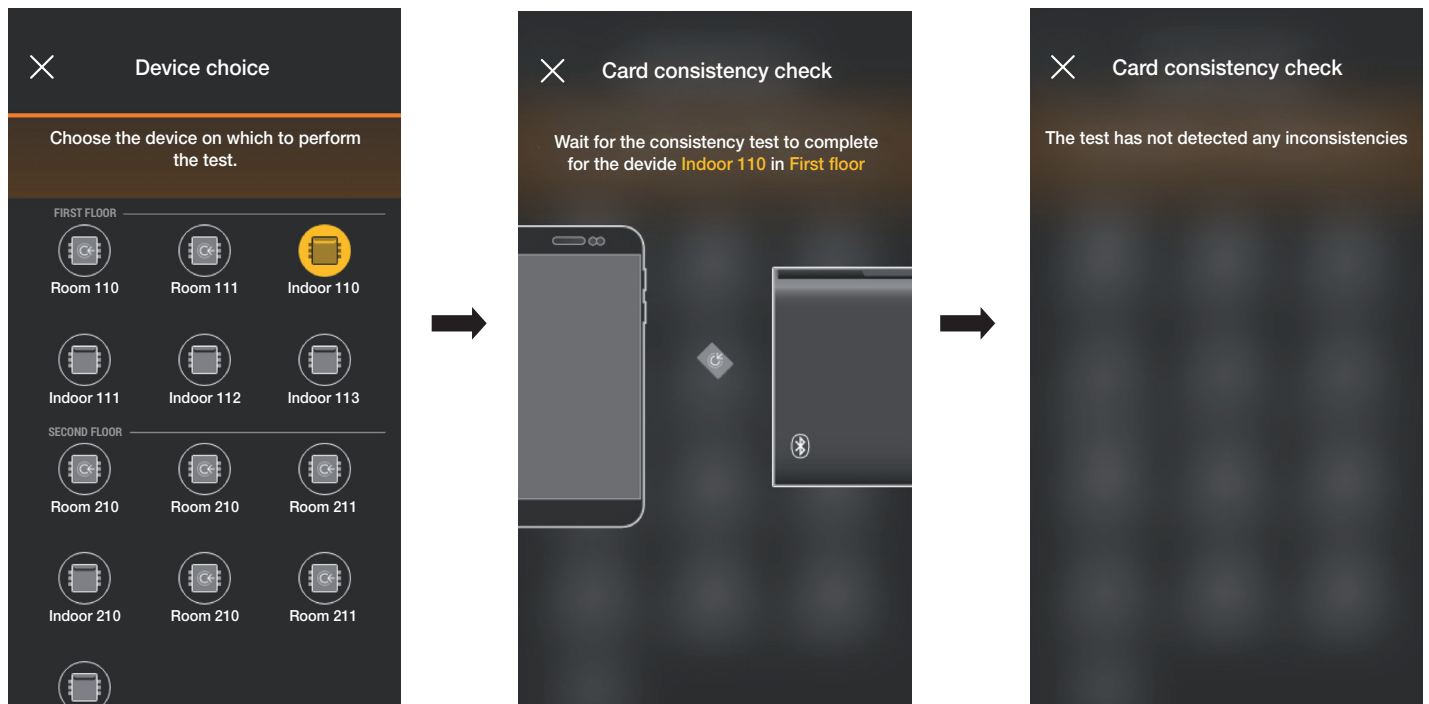 Device choice
Choose the device on which to perform
the test.
FIRST FLOOR
Room 110
Room 111
Indoor 110
Indoor 111
Indoor 112
Indoor 113
SECOND FLOOR
Room 210
Room 210
Room 211
Indoor 210
Room 210
Room 211
Card consistency check
Wait for the consistency test to complete
for the devide Indoor 110 in First floor
Card consistency check
The test has not detected any inconsistencies